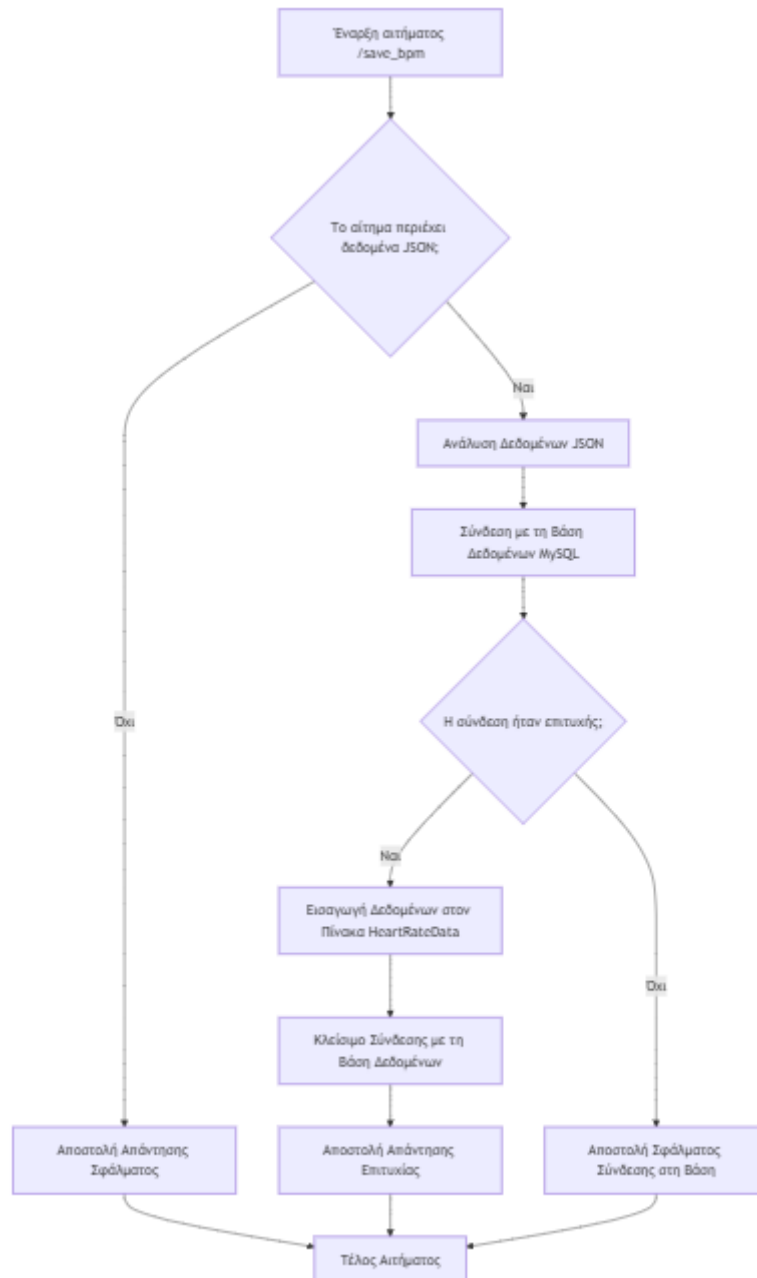 Έναρξη αιτήματος
/save_bpm
Το αίτημα περιέχει
δεδομένα JSON;
Ναι
Ανάλυση Δεδομένων JSON
Σύνδεση με τη Βάση
Δεδομένων MySQL
Όχι
Η σύνδεση ήταν επιτυχής;
Ναι
Εισαγωγή Δεδομένων στον
Πίνακα HeartRateData
Όχι
Κλείσιμο Σύνδεσης με τη
Βάση Δεδομένων
Αποστολή Απάντησης
Σφάλματος
Αποστολή Απάντησης
Επιτυχίας
Αποστολή Σφάλματος
Σύνδεσης στη Βάση
Τέλος Αιτήματος